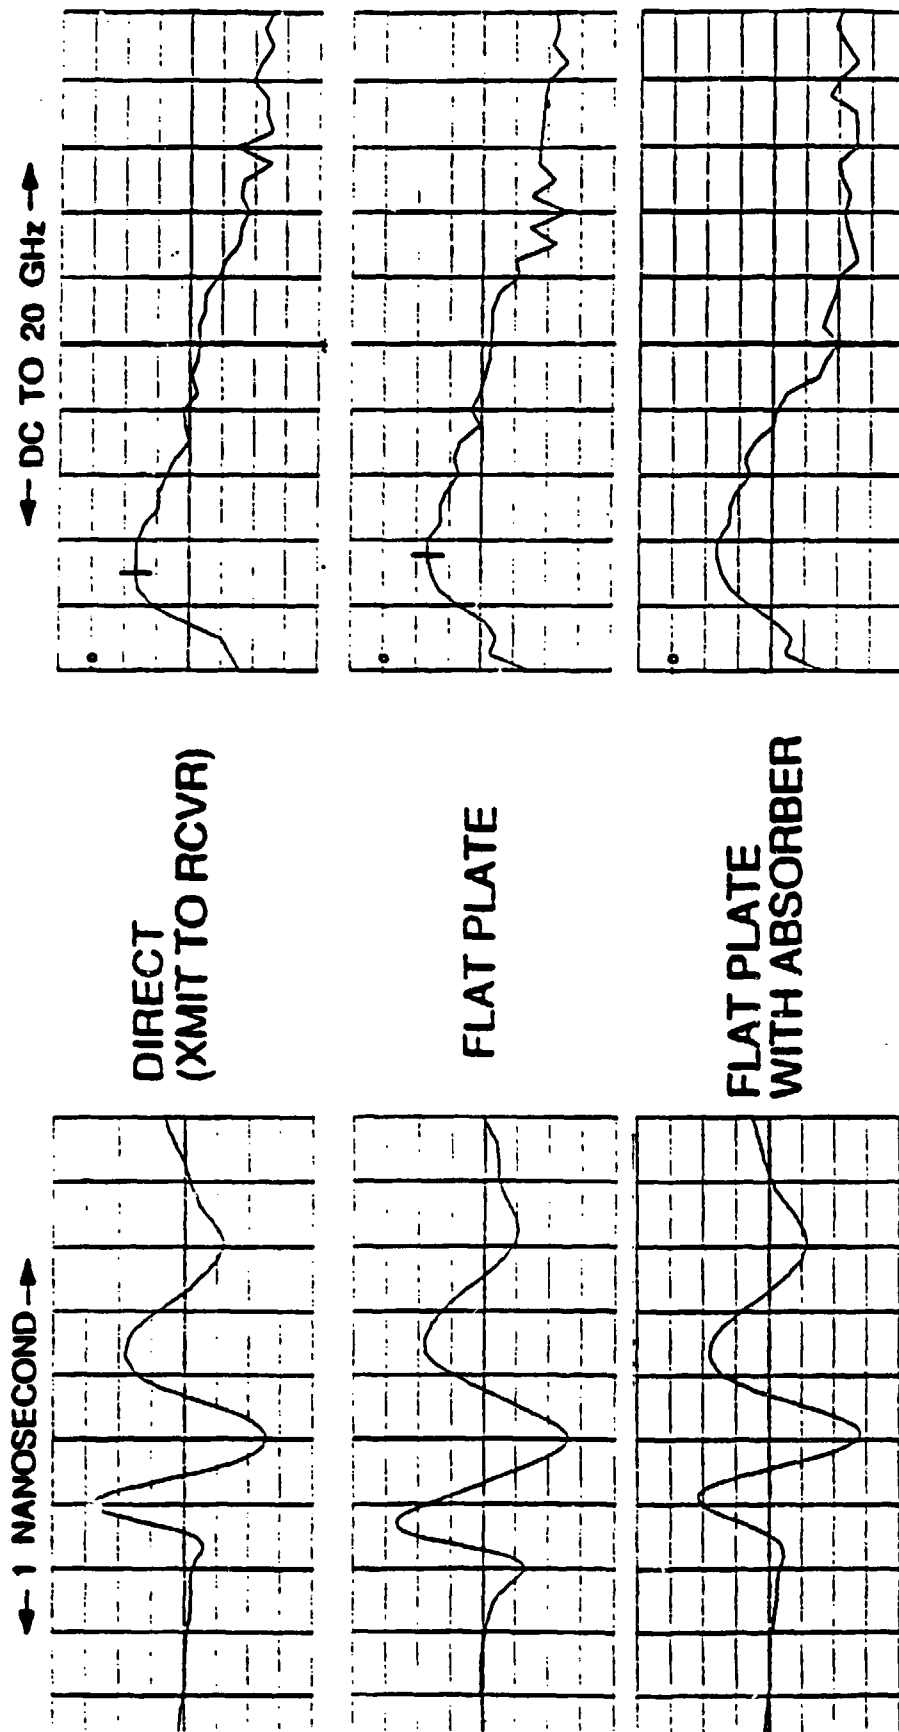 ← 1 NANOSECOND →
← DC TO 20 GHz →
DIRECT
(XMIT TO RCVR)
FLAT PLATE
FLAT PLATE
WITH ABSORBER